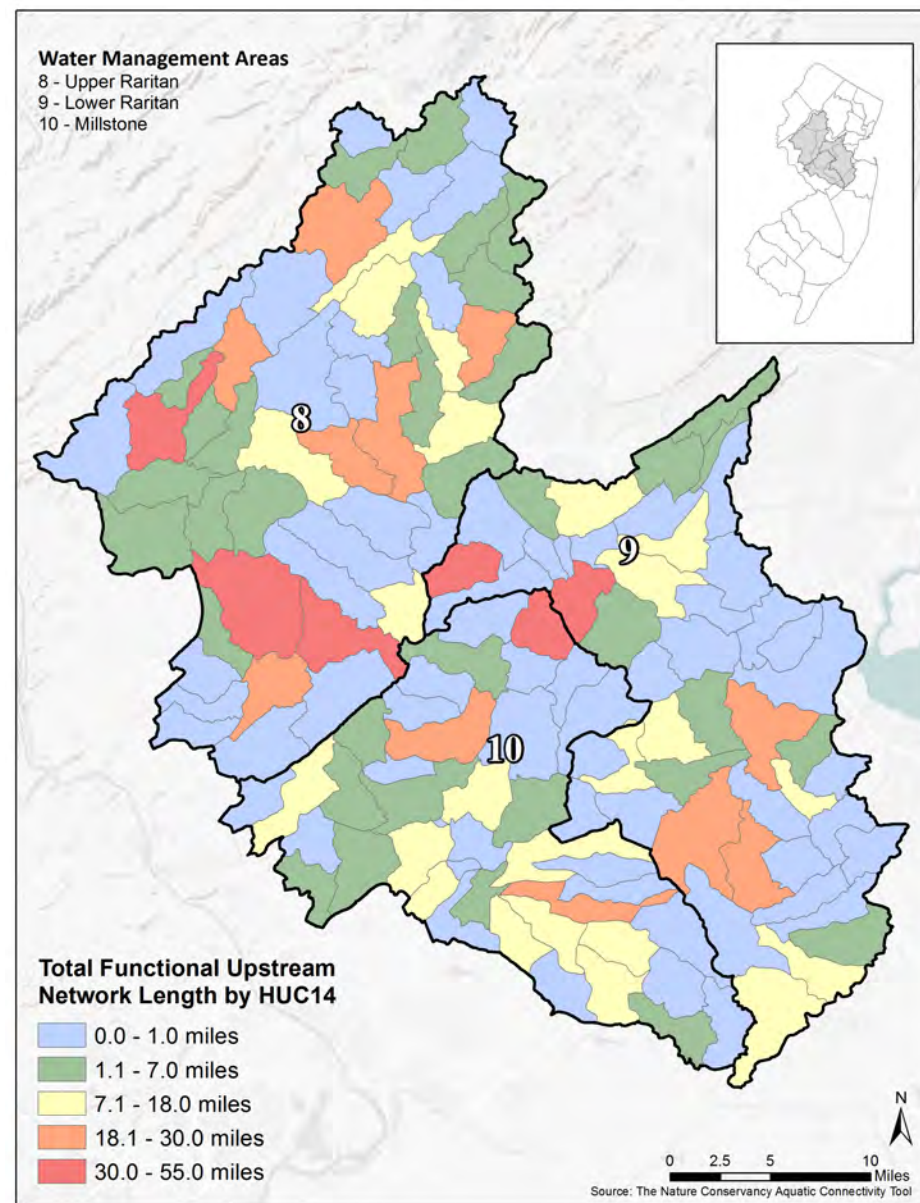 Water Management Areas
8 - Upper Raritan
9 - Lower Raritan
10 - Millstone
8
9
10
Total Functional Upstream
Network Length by HUC14
0.0 - 1.0 miles
1.1 - 7.0 miles
7.1 - 18.0 miles
18.1 - 30.0 miles
30.0 - 55.0 miles
N
0 2.5 5 10
Miles
Source: The Nature Conservancy Aquatic Connectivity Tool